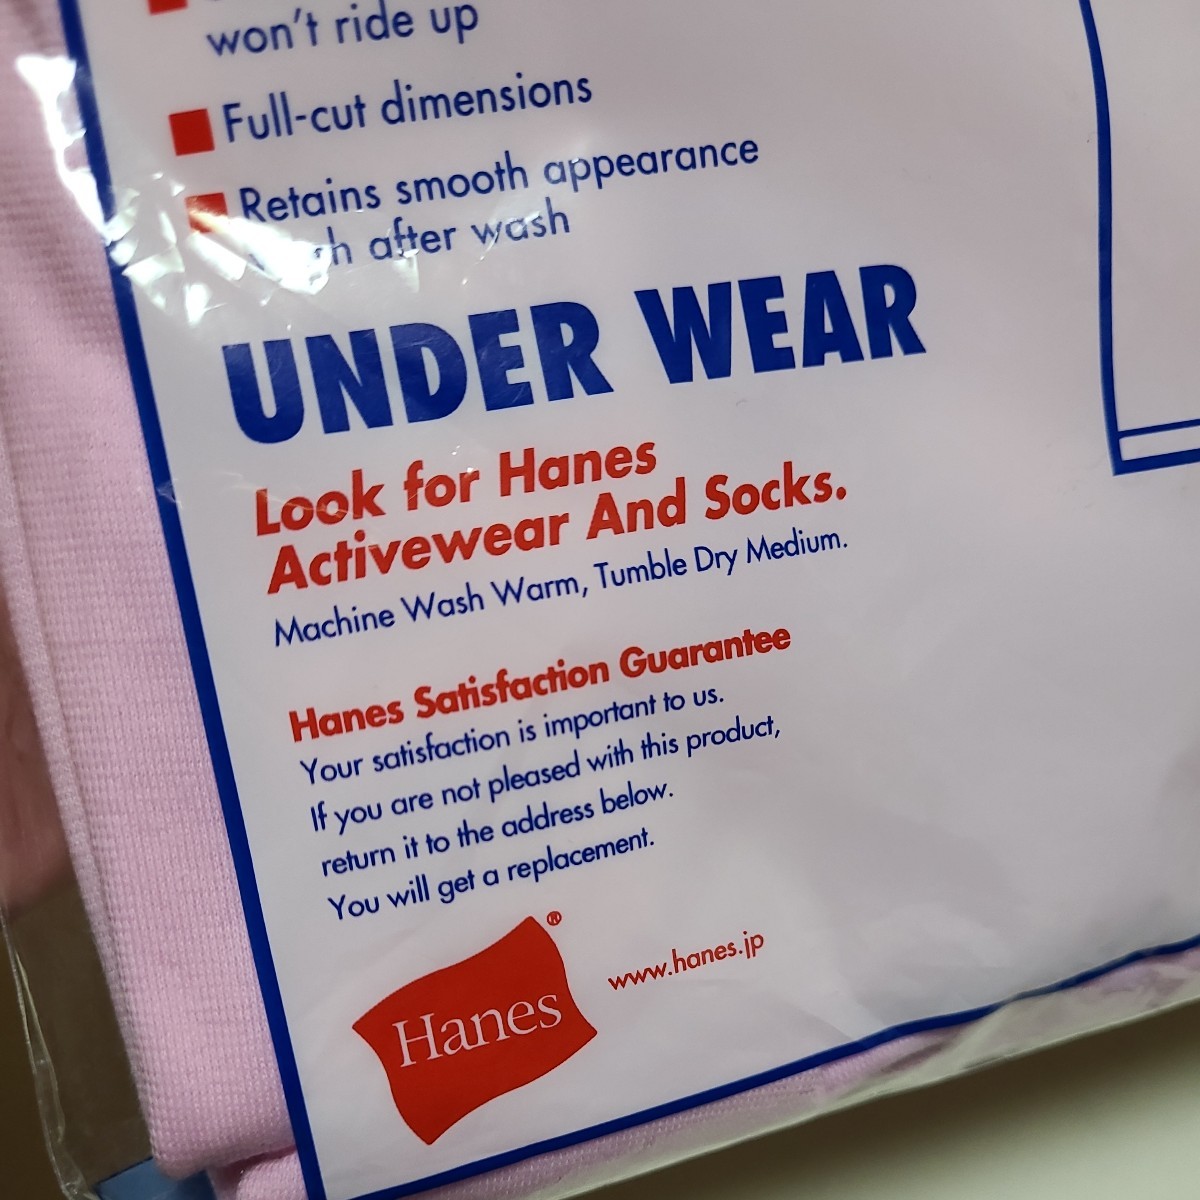 won't ride up
Full-cut dimensions
Retains smooth appearance
after wash
UNDER WEAR
Look for Hanes
Activewear And Socks.
Machine Wash Warm, Tumble Dry Medium.
Hanes Satisfaction Guarantee
Your satisfaction is important to us.
If you are not pleased with this product,
return it to the address below.
You will get a replacement.
®
www.hanes.jp
Hanes